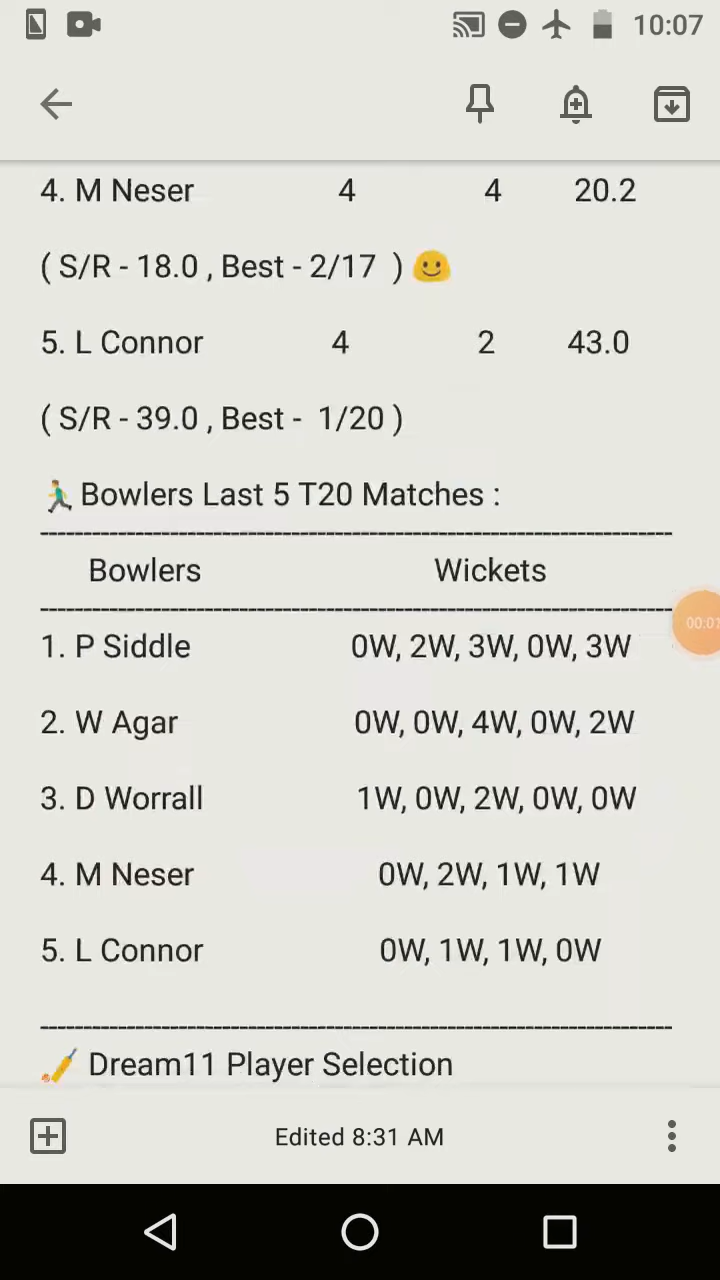 10:07
4. M Neser 4 4 20.2
( S/R - 18.0 , Best - 2/17 )
5. L Connor 4 2 43.0
( S/R - 39.0 , Best - 1/20 )
Bowlers Last 5 T20 Matches :
Bowlers Wickets
1. P Siddle 0W, 2W, 3W, 0W, 3W
2. W Agar 0W, 0W, 4W, 0W, 2W
3. D Worrall 1W, 0W, 2W, 0W, 0W
4. M Neser 0W, 2W, 1W, 1W
5. L Connor 0W, 1W, 1W, 0W
Dream11 Player Selection
Edited 8:31 AM